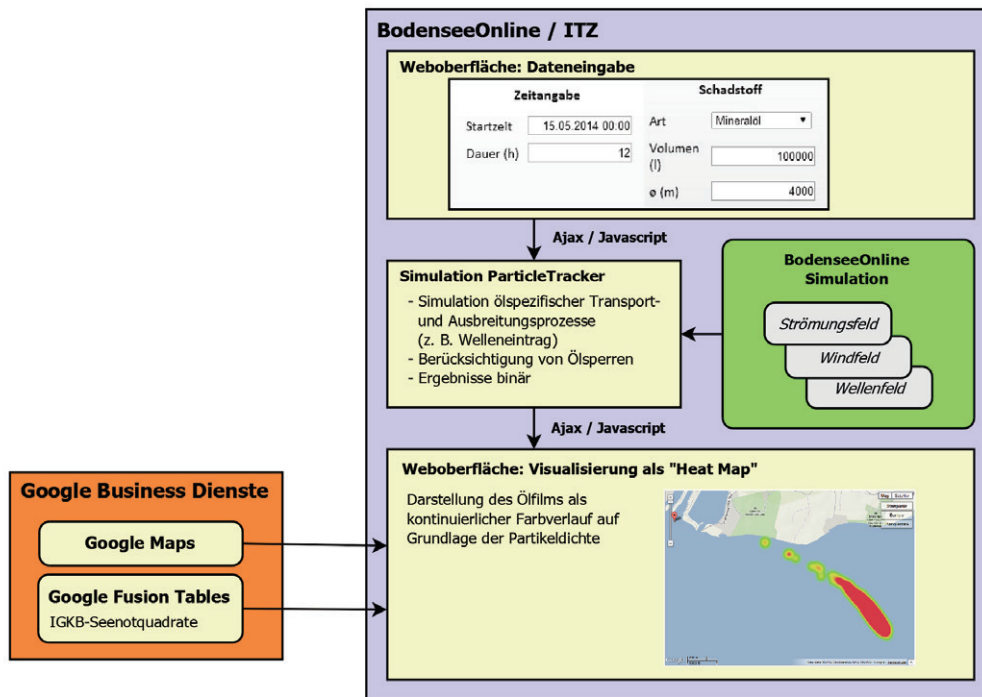 BodenseeOnline / ITZ
Weboberfläche: Dateneingabe
Zeitangabe
Startzeit 15.05.2014 00:00
Dauer (h) 12
Schadstoff
Art Mineralöl
Volumen
(l) 100000
ø (m) 4000
Ajax / Javascript
Simulation ParticleTracker
- Simulation ölspezifischer Transport-
und Ausbreitungsprozesse
(z. B. Welleneintrag)
- Berücksichtigung von Ölsperren
- Ergebnisse binär
BodenseeOnline
Simulation
Strömungsfeld
Windfeld
Wellenfeld
Ajax / Javascript
Weboberfläche: Visualisierung als "Heat Map"
Darstellung des Ölfilms als
kontinuierlicher Farbverlauf auf
Grundlage der Partikeldichte
Map
Google Business Dienste
Google Maps
Google Fusion Tables
IGKB-Seenotquadrate